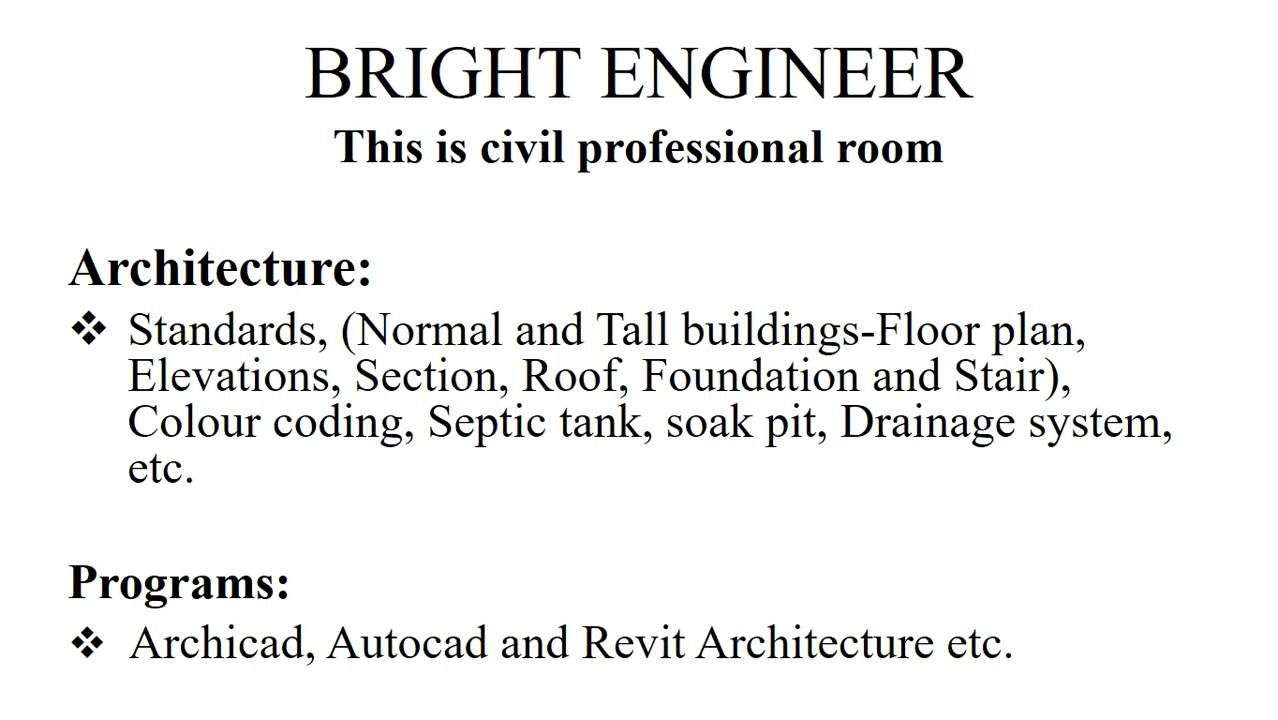 BRIGHT ENGINEER
This is civil professional room
Architecture:
❖ Standards, (Normal and Tall buildings-Floor plan,
Elevations, Section, Roof, Foundation and Stair),
Colour coding, Septic tank, soak pit, Drainage system,
etc.
Programs:
❖ Archicad, Autocad and Revit Architecture etc.